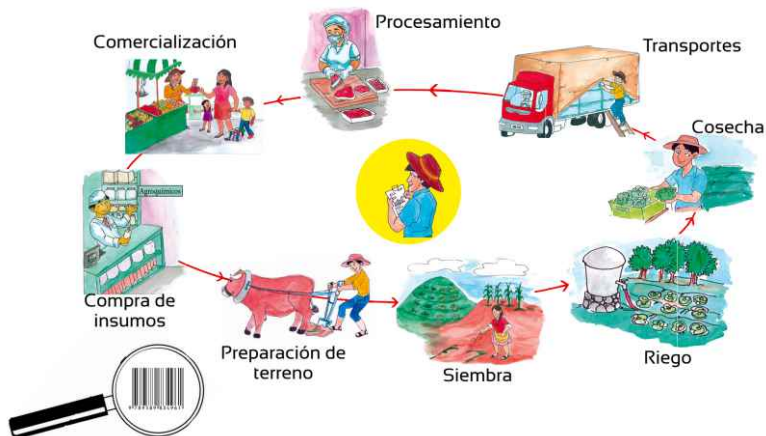 Procesamiento
Comercialización
Transportes
Cosecha
Agroquímicos
Compra de
insumos
Preparación de
terreno
Siembra
Riego